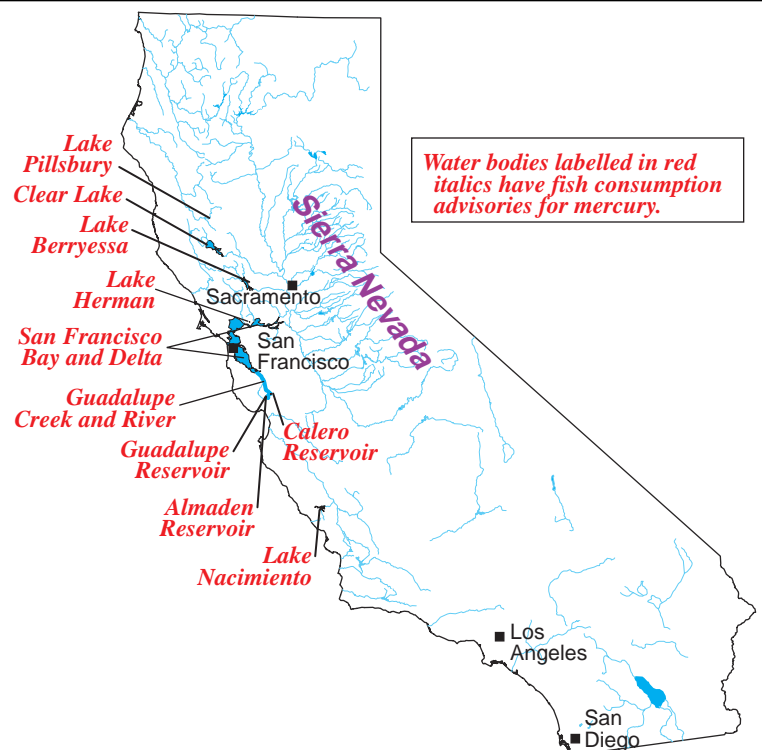 Water bodies labelled in red
italics have fish consumption
advisories for mercury.
Lake
Pillsbury
Clear Lake
Lake
Berryessa
Sierra Nevada
Lake
Herman
Sacramento
San Francisco
Bay and Delta
San
Francisco
Guadalupe
Creek and River
Guadalupe
Reservoir
Calero
Reservoir
Almaden
Reservoir
Lake
Nacimiento
Los
Angeles
San
Diego